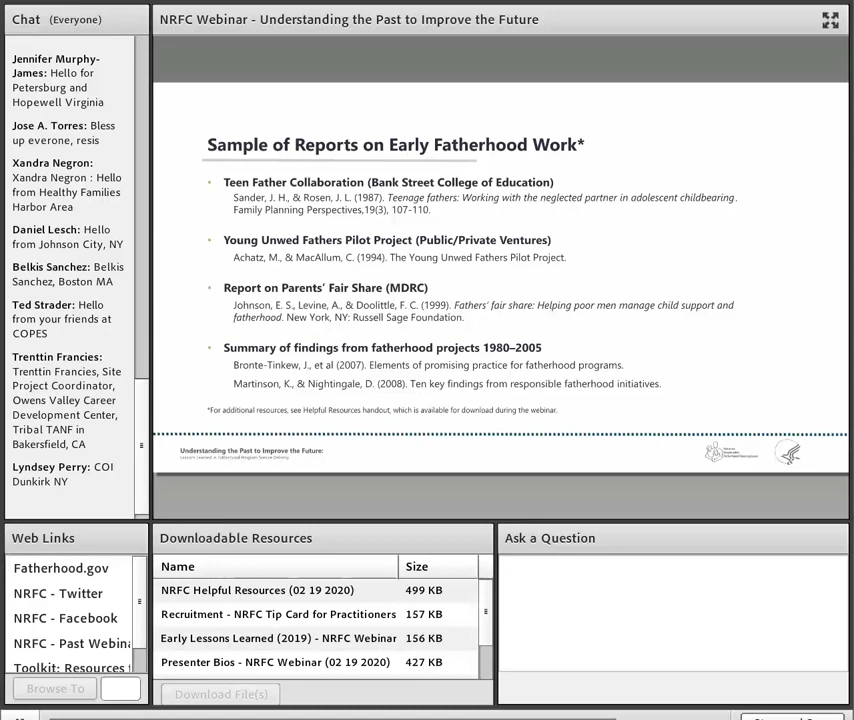 Chat (Everyone)
Jennifer Murphy-
James: Hello for
Petersburg and
Hopewell Virginia
Jose A. Torres: Bless
up everone, resis
Xandra Negron:
Xandra Negron : Hello
from Healthy Families
Harbor Area
Daniel Lesch: Hello
from Johnson City, NY
Belkis Sanchez: Belkis
Sanchez, Boston MA
Ted Strader: Hello
from your friends at
COPES
Trenttin Francies:
Trenttin Francies, Site
Project Coordinator,
Owens Valley Career
Development Center,
Tribal TANF in
Bakersfield, CA
Lyndsey Perry: COI
Dunkirk NY
NRFC Webinar - Understanding the Past to Improve the Future
Sample of Reports on Early Fatherhood Work*
• Teen Father Collaboration (Bank Street College of Education)
Sander, J. H., & Rosen, J. L. (1987). Teenage fathers: Working with the neglected partner in adolescent childbearing.
Family Planning Perspectives,19(3), 107-110.
• Young Unwed Fathers Pilot Project (Public/Private Ventures)
Achatz, M., & MacAllum, C. (1994). The Young Unwed Fathers Pilot Project.
• Report on Parents' Fair Share (MDRC)
Johnson, E. S., Levine, A., & Doolittle, F. C. (1999). Fathers' fair share: Helping poor men manage child support and
fatherhood. New York, NY: Russell Sage Foundation.
• Summary of findings from fatherhood projects 1980–2005
Bronte-Tinkew, J., et al (2007). Elements of promising practice for fatherhood programs.
Martinson, K., & Nightingale, D. (2008). Ten key findings from responsible fatherhood initiatives.
*For additional resources, see Helpful Resources handout, which is available for download during the webinar.
Understanding the Past to Improve the Future:
Web Links
Fatherhood.gov
NRFC - Twitter
NRFC - Facebook
NRFC - Past Webina
Toolkit: Resources
Browse To
Downloadable Resources
Name Size
NRFC Helpful Resources (02 19 2020) 499 KB
Recruitment - NRFC Tip Card for Practitioners 157 KB
Early Lessons Learned (2019) - NRFC Webinar 156 KB
Presenter Bios - NRFC Webinar (02 19 2020) 427 KB
Download File(s)
Ask a Question